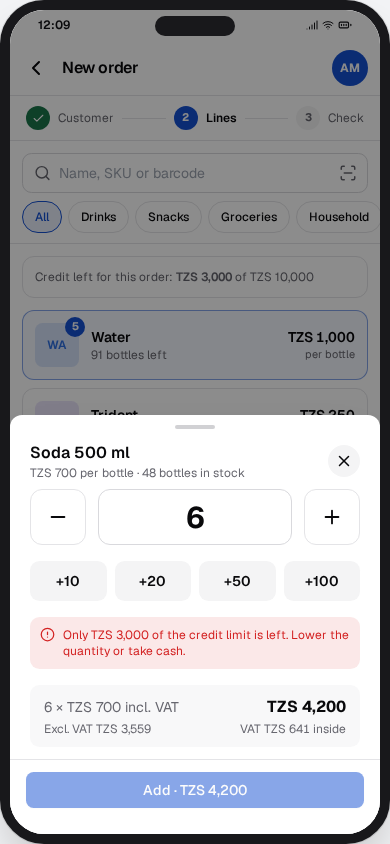 12:09
New order
AM
Customer
2
Lines
3
Check
Name, SKU or barcode
All
Drinks
Snacks
Groceries
Household
Credit left for this order: TZS 3,000 of TZS 10,000
WA
5
Water
91 bottles left
TZS 1,000
per bottle
Trident
TZS 250
Soda 500 ml
TZS 700 per bottle · 48 bottles in stock
6
+10
+20
+50
+100
Only TZS 3,000 of the credit limit is left. Lower the
quantity or take cash.
6 × TZS 700 incl. VAT
TZS 4,200
Excl. VAT TZS 3,559
VAT TZS 641 inside
Add · TZS 4,200